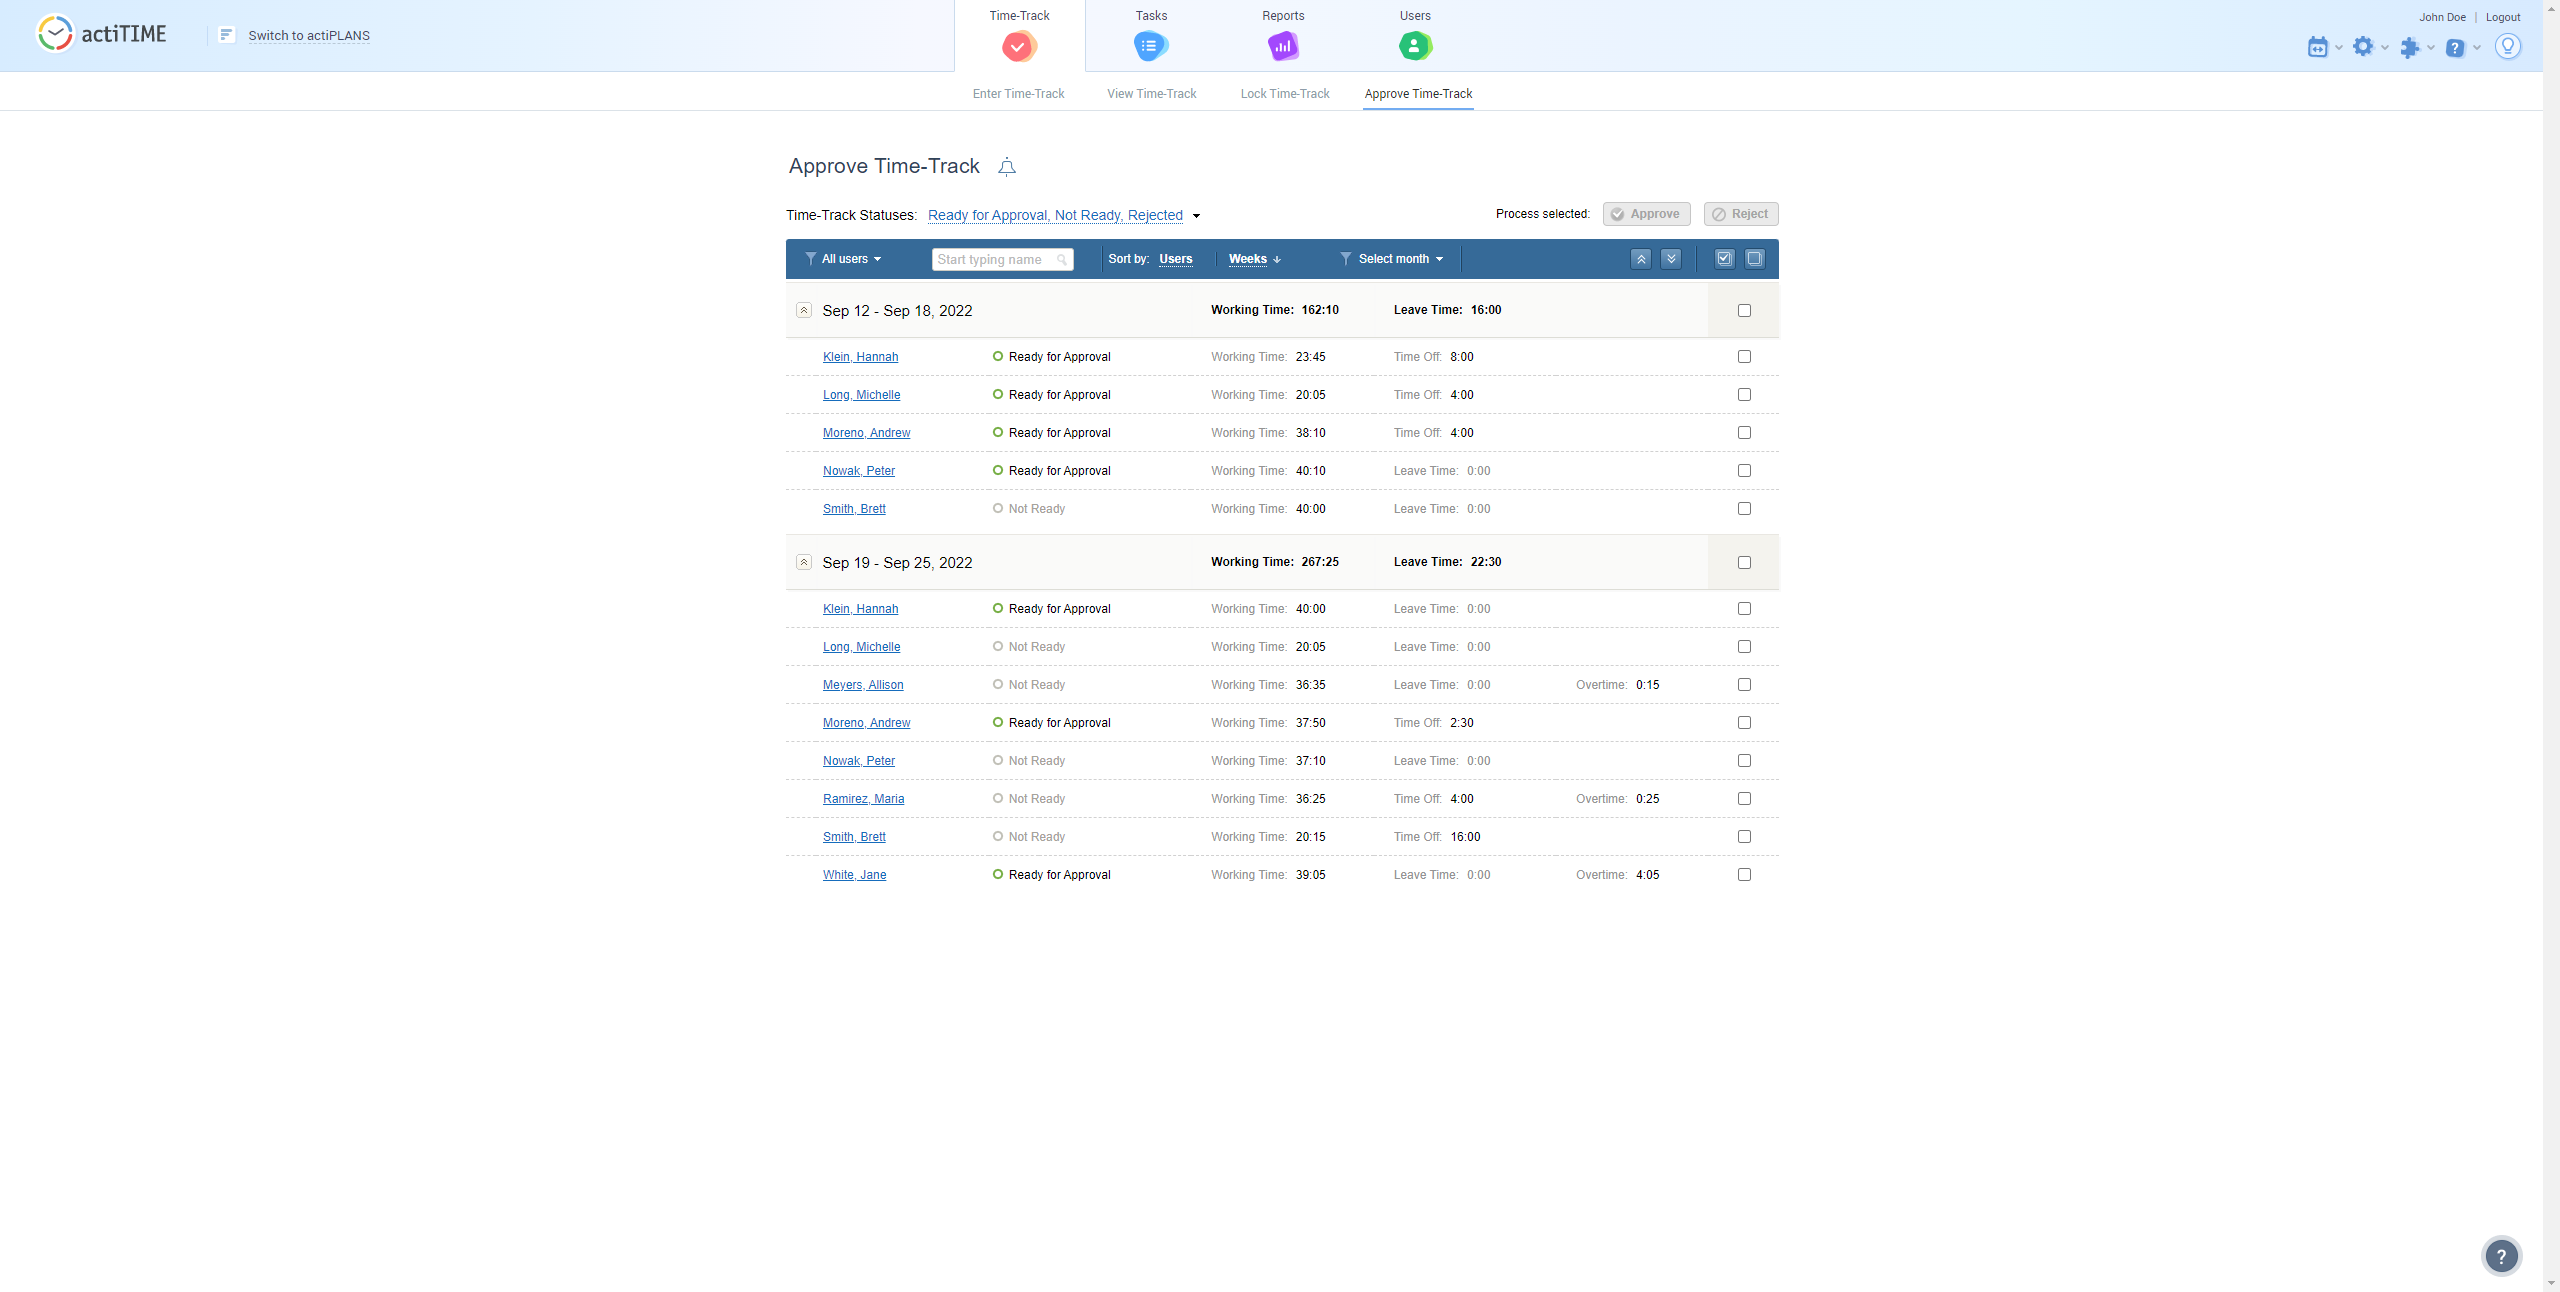 actiTIME
Switch to actiPLANS
Time-Track
Tasks
Reports
Users
John Doe | Logout
Enter Time-Track
View Time-Track
Lock Time-Track
Approve Time-Track
Approve Time-Track
Time-Track Statuses: Ready for Approval, Not Ready, Rejected
Process selected: Approve Reject
All users Start typing name Sort by: Users Weeks Select month
Sep 12 - Sep 18, 2022 Working Time: 162:10 Leave Time: 16:00
Klein, Hannah Ready for Approval Working Time: 23:45 Time Off: 8:00
Long, Michelle Ready for Approval Working Time: 20:05 Time Off: 4:00
Moreno, Andrew Ready for Approval Working Time: 38:10 Time Off: 4:00
Nowak, Peter Ready for Approval Working Time: 40:10 Leave Time: 0:00
Smith, Brett Not Ready Working Time: 40:00 Leave Time: 0:00
Sep 19 - Sep 25, 2022 Working Time: 267:25 Leave Time: 22:30
Klein, Hannah Ready for Approval Working Time: 40:00 Leave Time: 0:00
Long, Michelle Not Ready Working Time: 20:05 Leave Time: 0:00
Meyers, Allison Not Ready Working Time: 36:35 Leave Time: 0:00 Overtime: 0:15
Moreno, Andrew Ready for Approval Working Time: 37:50 Time Off: 2:30
Nowak, Peter Not Ready Working Time: 37:10 Leave Time: 0:00
Ramirez, Maria Not Ready Working Time: 36:25 Time Off: 4:00 Overtime: 0:25
Smith, Brett Not Ready Working Time: 20:15 Time Off: 16:00
White, Jane Ready for Approval Working Time: 39:05 Leave Time: 0:00 Overtime: 4:05
?